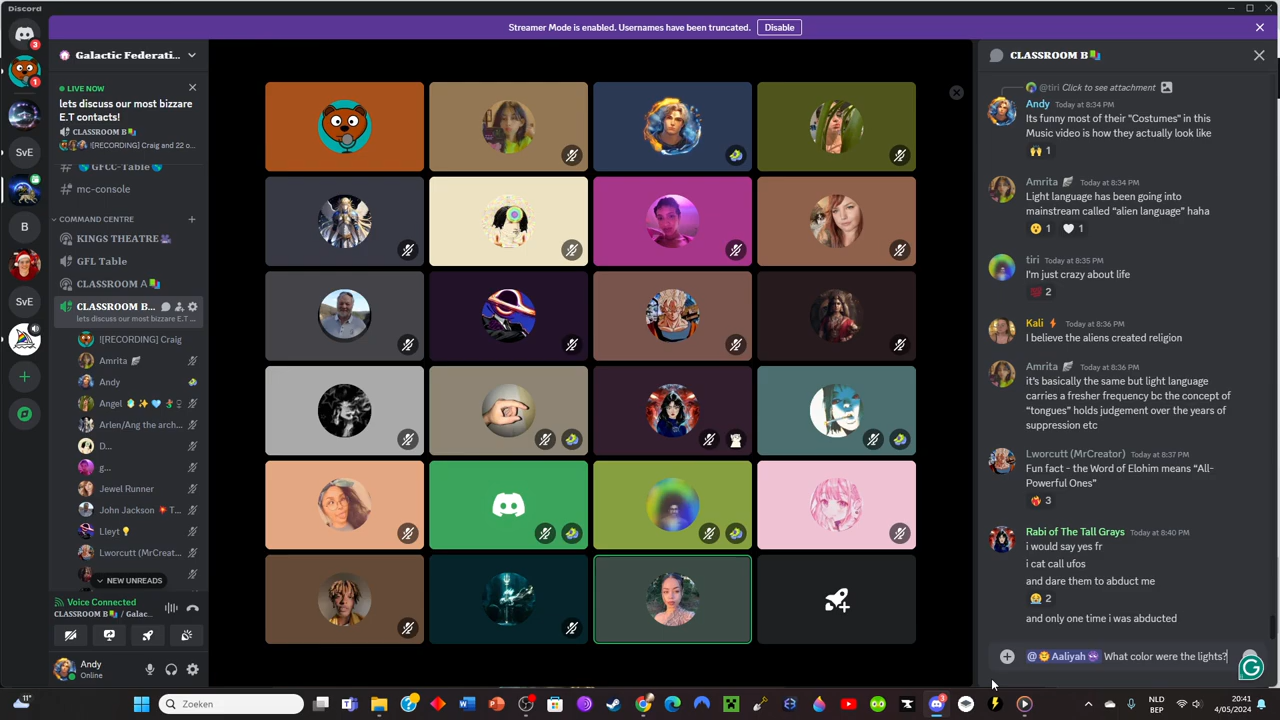 Discord
Streamer Mode is enabled. Usernames have been truncated.
Disable
3
1
SvE
B
SvE
Galactic Federati...
LIVE NOW
lets discuss our most bizzare
E.T contacts!
CLASSROOM B
![RECORDING] Craig and 22 o...
GFCC-Table
mc-console
COMMAND CENTRE
KINGS THEATRE
GFL Table
CLASSROOM A
CLASSROOM B...
lets discuss our most bizzare E.T ...
![RECORDING] Craig
Amrita
Andy
Angel
Arlen/Ang the arch...
D...
g...
Jewel Runner
John Jackson T...
Lleyt
Lworcutt (MrCreat...
NEW UNREADS
Voice Connected
CLASSROOM B / Galac...
Andy
Online
CLASSROOM B
@tiri Click to see attachment
Andy Today at 8:34 PM
Its funny most of their "Costumes" in this
Music video is how they actually look like
1
Amrita Today at 8:34 PM
Light language has been going into
mainstream called “alien language” haha
1 1
tiri Today at 8:35 PM
I'm just crazy about life
2
Kali Today at 8:36 PM
I believe the aliens created religion
Amrita Today at 8:36 PM
it's basically the same but light language
carries a fresher frequency bc the concept of
“tongues” holds judgement over the years of
suppression etc
Lworcutt (MrCreator) Today at 8:37 PM
Fun fact - the Word of Elohim means “All-
Powerful Ones”
3
Rabi of The Tall Grays Today at 8:40 PM
i would say yes fr
i cat call ufos
and dare them to abduct me
2
and only one time i was abducted
@Aaliyah What color were the lights?
11°
Zoeken
NLD
BEP
20:41
4/05/2024